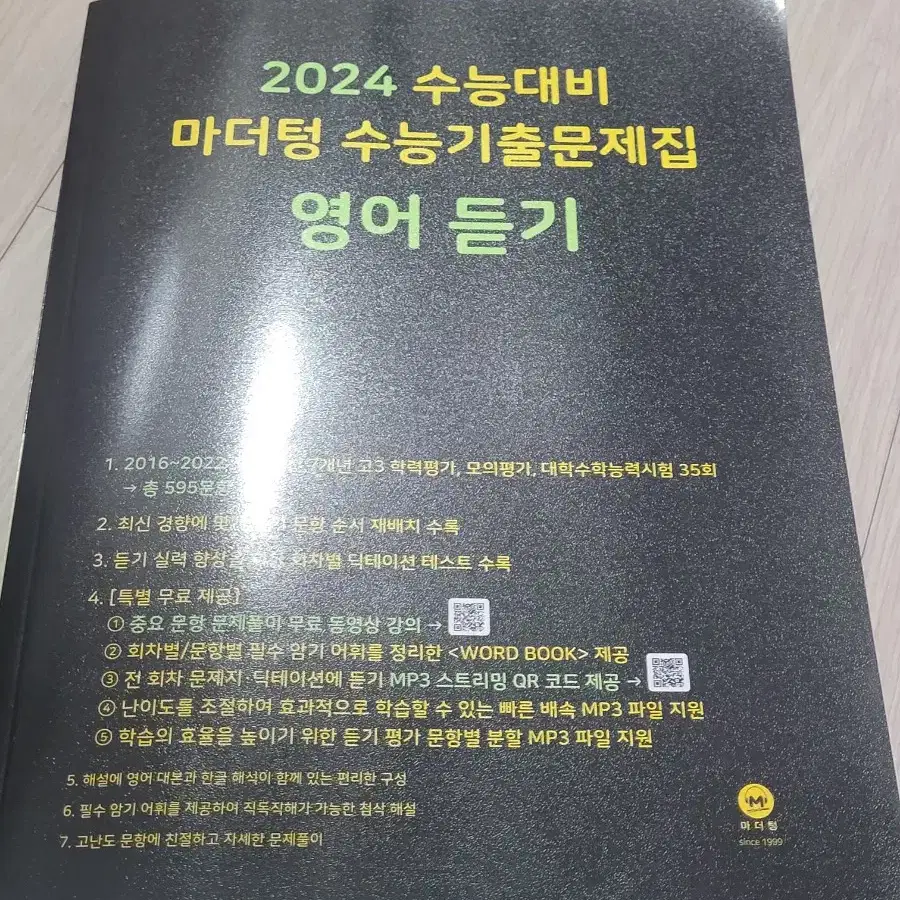 2024 수능대비
마더텅 수능기출문제집
영어 듣기
1. 2016~2022 7개년 고3 학력평가, 모의평가, 대학수학능력시험 35회
→ 총 595문항
2. 최신 경향에 문항 순서 재배치 수록
3. 듣기 실력 향상을 회차별 딕테이션 테스트 수록
4. [특별 무료 제공]
① 중요 문항 문제풀이 무료 동영상 강의 →
② 회차별/문항별 필수 암기 어휘를 정리한 <WORD BOOK> 제공
③ 전 회차 문제지·딕테이션에 듣기 MP3 스트리밍 QR 코드 제공 →
④ 난이도를 조절하여 효과적으로 학습할 수 있는 빠른 배속 MP3 파일 지원
⑤ 학습의 효율을 높이기 위한 듣기 평가 문항별 분할 MP3 파일 지원
5. 해설에 영어 대본과 한글 해석이 함께 있는 편리한 구성
6. 필수 암기 어휘를 제공하여 직독직해가 가능한 첨삭 해설
7. 고난도 문항에 친절하고 자세한 문제풀이
M
마더텅
since 1999